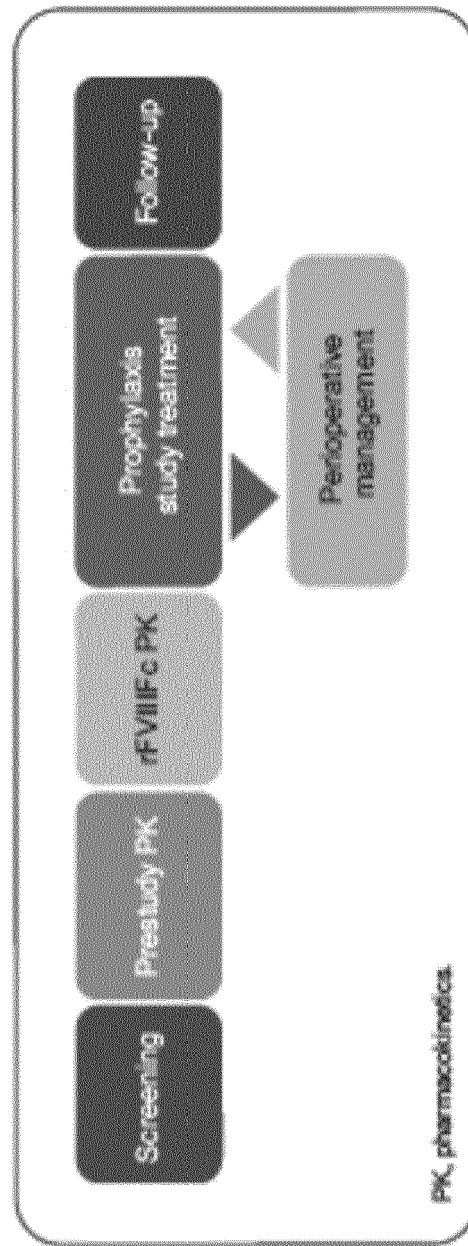 Screening
Prestudy PK
rFVIIIFc PK
Prophylaxis
study treatment
Follow-up
Perioperative
management
PK, pharmacokinetics.